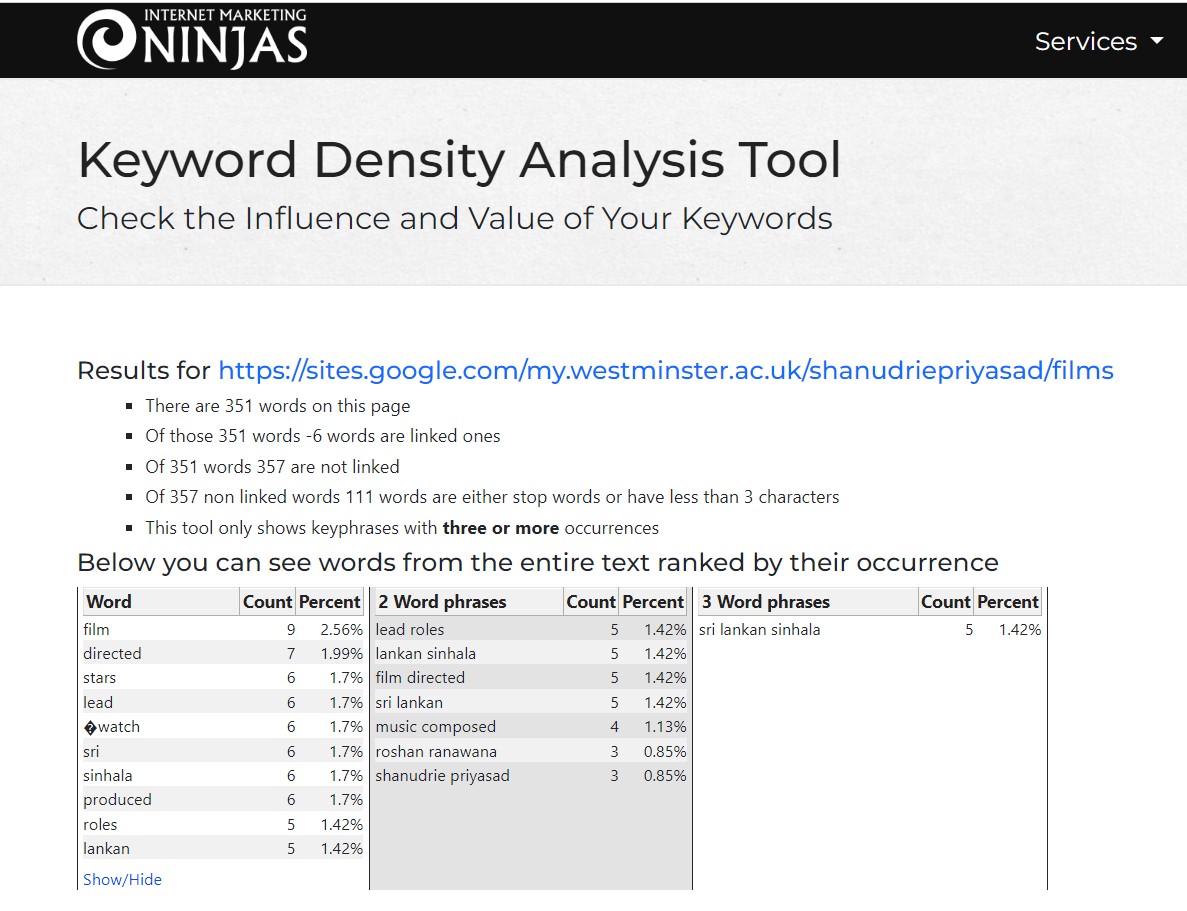 INTERNET MARKETING
NINJAS
Services
Keyword Density Analysis Tool
Check the Influence and Value of Your Keywords
Results for https://sites.google.com/my.westminster.ac.uk/shanudriepriyasad/films
There are 351 words on this page
Of those 351 words -6 words are linked ones
Of 351 words 357 are not linked
Of 357 non linked words 111 words are either stop words or have less than 3 characters
This tool only shows keyphrases with three or more occurrences
Below you can see words from the entire text ranked by their occurrence
Word Count Percent 2 Word phrases Count Percent 3 Word phrases Count Percent
film 9 2.56% lead roles 5 1.42% sri lankan sinhala 5 1.42%
directed 7 1.99% lankan sinhala 5 1.42%
stars 6 1.7% film directed 5 1.42%
lead 6 1.7% sri lankan 5 1.42%
�watch 6 1.7% music composed 4 1.13%
sri 6 1.7% roshan ranawana 3 0.85%
sinhala 6 1.7% shanudrie priyasad 3 0.85%
produced 6 1.7%
roles 5 1.42%
lankan 5 1.42%
Show/Hide